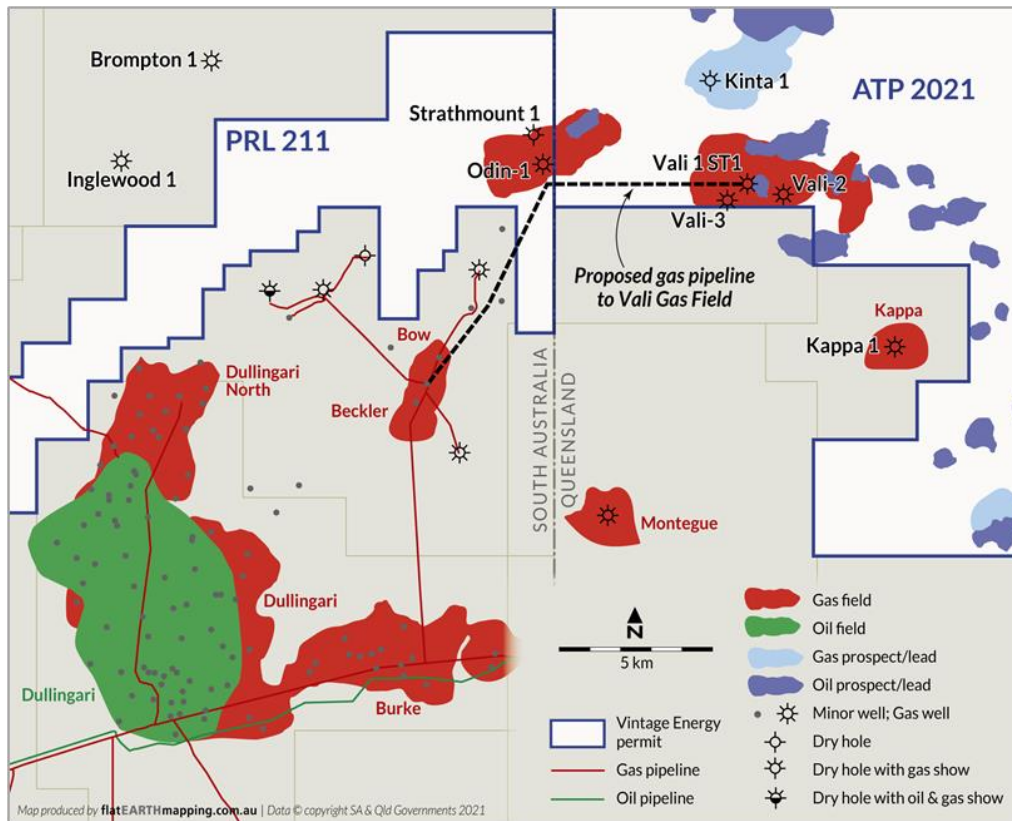 Brompton 1
Kinta 1
ATP 2021
Strathmount 1
PRL 211
Odin-1
Vali 1 ST1
Vali-2
Inglewood 1
Vali-3
Proposed gas pipeline
to Vali Gas Field
Bow
Kappa
Kappa 1
Dullingari
North
Beckler
SOUTH AUSTRALIA
QUEENSLAND
Montegue
Dullingari
Dullingari
Burke
N
5 km
Gas field
Oil field
Gas prospect/lead
Oil prospect/lead
Minor well; Gas well
Dry hole
Dry hole with gas show
Dry hole with oil & gas show
Vintage Energy
permit
Gas pipeline
Oil pipeline
Map produced by flatEARTHmapping.com.au | Data © copyright SA & Qld Governments 2021